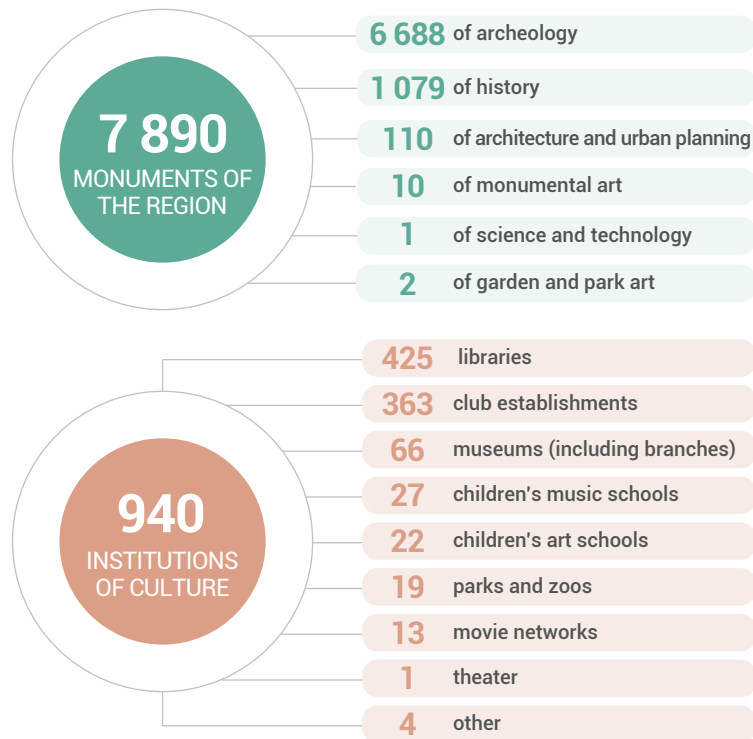 7 890
MONUMENTS OF
THE REGION
6 688 of archeology
1 079 of history
110 of architecture and urban planning
10 of monumental art
1 of science and technology
2 of garden and park art
940
INSTITUTIONS
OF CULTURE
425 libraries
363 club establishments
66 museums (including branches)
27 children's music schools
22 children's art schools
19 parks and zoos
13 movie networks
1 theater
4 other